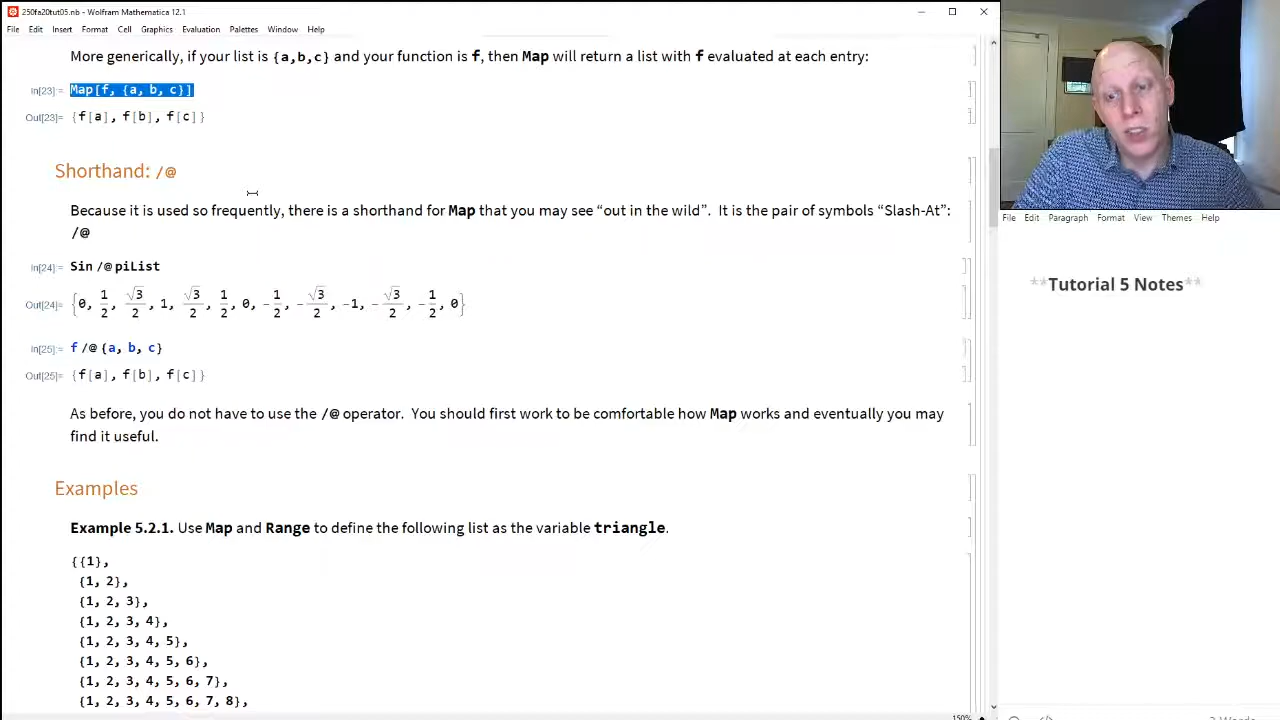 250fa20tut05.nb - Wolfram Mathematica 12.1
File Edit Insert Format Cell Graphics Evaluation Palettes Window Help
More generically, if your list is {a,b,c} and your function is f, then Map will return a list with f evaluated at each entry:
In[23]:= Map[f, {a, b, c}]
Out[23]= {f[a], f[b], f[c]}
Shorthand: /@
Because it is used so frequently, there is a shorthand for Map that you may see “out in the wild”. It is the pair of symbols “Slash-At”:
/@
In[24]:= Sin /@ piList
Out[24]= {0, 1/2, √3/2, 1, √3/2, 1/2, 0, -1/2, -√3/2, -1, -√3/2, -1/2, 0}
In[25]:= f /@ {a, b, c}
Out[25]= {f[a], f[b], f[c]}
As before, you do not have to use the /@ operator. You should first work to be comfortable how Map works and eventually you may
find it useful.
Examples
Example 5.2.1. Use Map and Range to define the following list as the variable triangle.
{{1},
{1, 2},
{1, 2, 3},
{1, 2, 3, 4},
{1, 2, 3, 4, 5},
{1, 2, 3, 4, 5, 6},
{1, 2, 3, 4, 5, 6, 7},
{1, 2, 3, 4, 5, 6, 7, 8},
150%
File Edit Paragraph Format View Themes Help
**Tutorial 5 Notes**